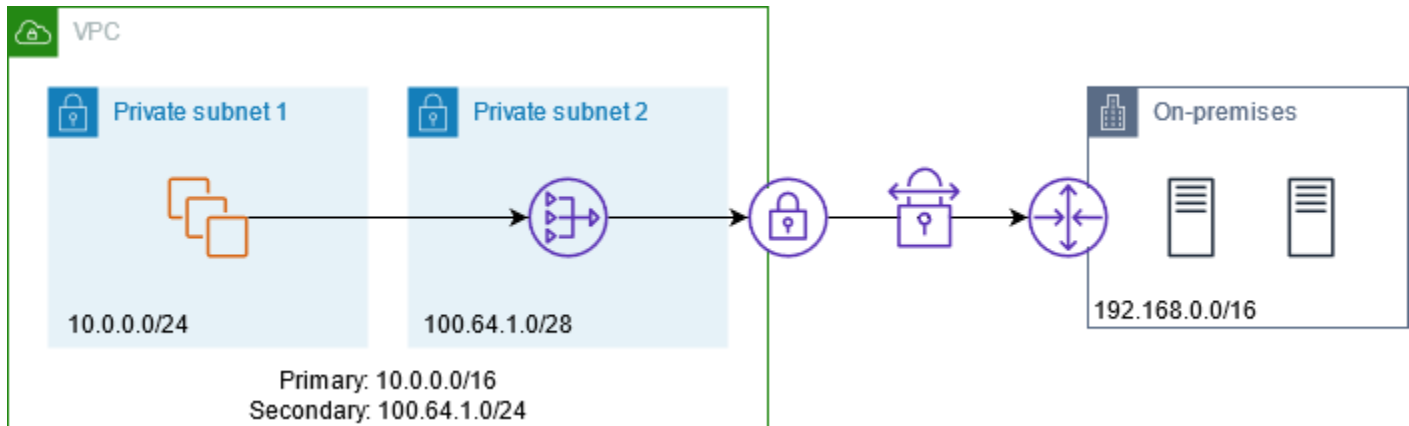 VPC
Private subnet 1
Private subnet 2
On-premises
10.0.0.0/24
100.64.1.0/28
192.168.0.0/16
Primary: 10.0.0.0/16
Secondary: 100.64.1.0/24